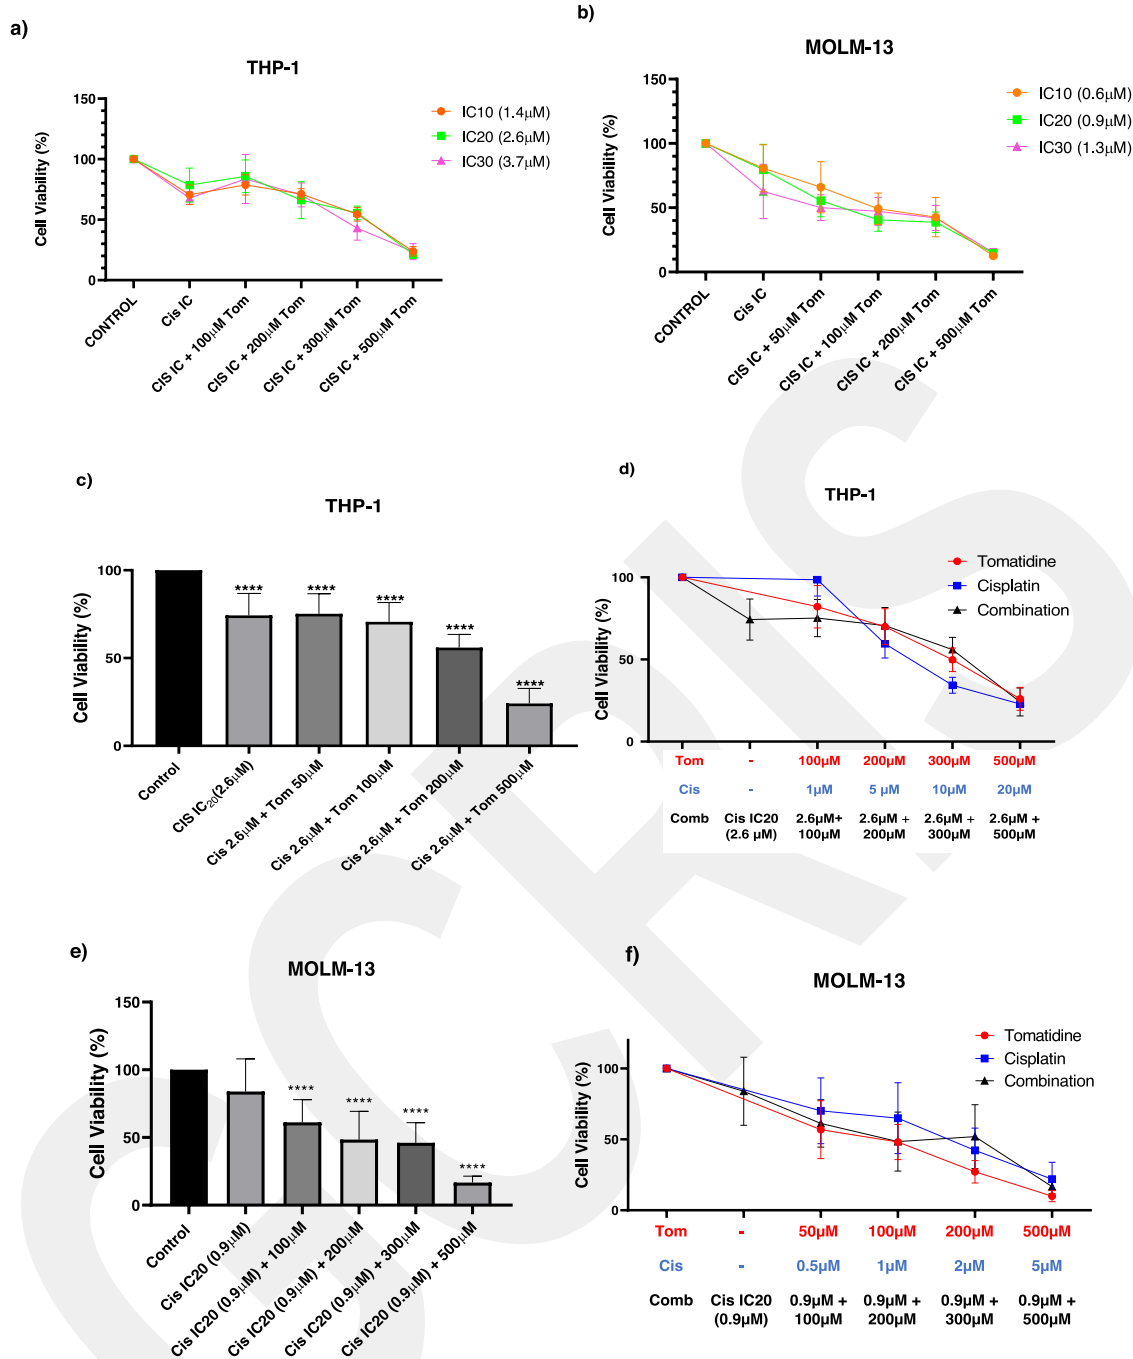 a)
THP-1
Cell Viability (%)
150
100
50
0
IC10 (1.4μM)
IC20 (2.6μM)
IC30 (3.7μM)
CONTROL
Cis IC
CIS IC + 100μM Tom
CIS IC + 200μM Tom
CIS IC + 300μM Tom
CIS IC + 500μM Tom
b)
MOLM-13
Cell Viability (%)
150
100
50
0
IC10 (0.6μM)
IC20 (0.9μM)
IC30 (1.3μM)
CONTROL
Cis IC
CIS IC + 50μM Tom
CIS IC + 100μM Tom
CIS IC + 200μM Tom
CIS IC + 500μM Tom
c)
THP-1
Cell Viability (%)
100
50
0
****
****
****
****
****
Control
CIS IC20(2.6μM)
Cis 2.6μM + Tom 50μM
Cis 2.6μM + Tom 100μM
Cis 2.6μM + Tom 200μM
Cis 2.6μM + Tom 500μM
d)
THP-1
Cell Viability (%)
100
50
0
Tomatidine
Cisplatin
Combination
Tom - 100μM 200μM 300μM 500μM
Cis - 1μM 5 μM 10μM 20μM
Comb Cis IC20 2.6μM+ 2.6μM + 2.6μM + 2.6μM +
(2.6 μM) 100μM 200μM 300μM 500μM
e)
MOLM-13
Cell Viability (%)
150
100
50
0
****
****
****
****
Control
Cis IC20 (0.9μM)
Cis IC20 (0.9μM) + 100μM
Cis IC20 (0.9μM) + 200μM
Cis IC20 (0.9μM) + 300μM
Cis IC20 (0.9μM) + 500μM
f)
MOLM-13
Cell Viability (%)
100
50
0
Tomatidine
Cisplatin
Combination
Tom - 50μM 100μM 200μM 500μM
Cis - 0.5μM 1μM 2μM 5μM
Comb Cis IC20 0.9μM + 0.9μM + 0.9μM + 0.9μM +
(0.9μM) 100μM 200μM 300μM 500μM